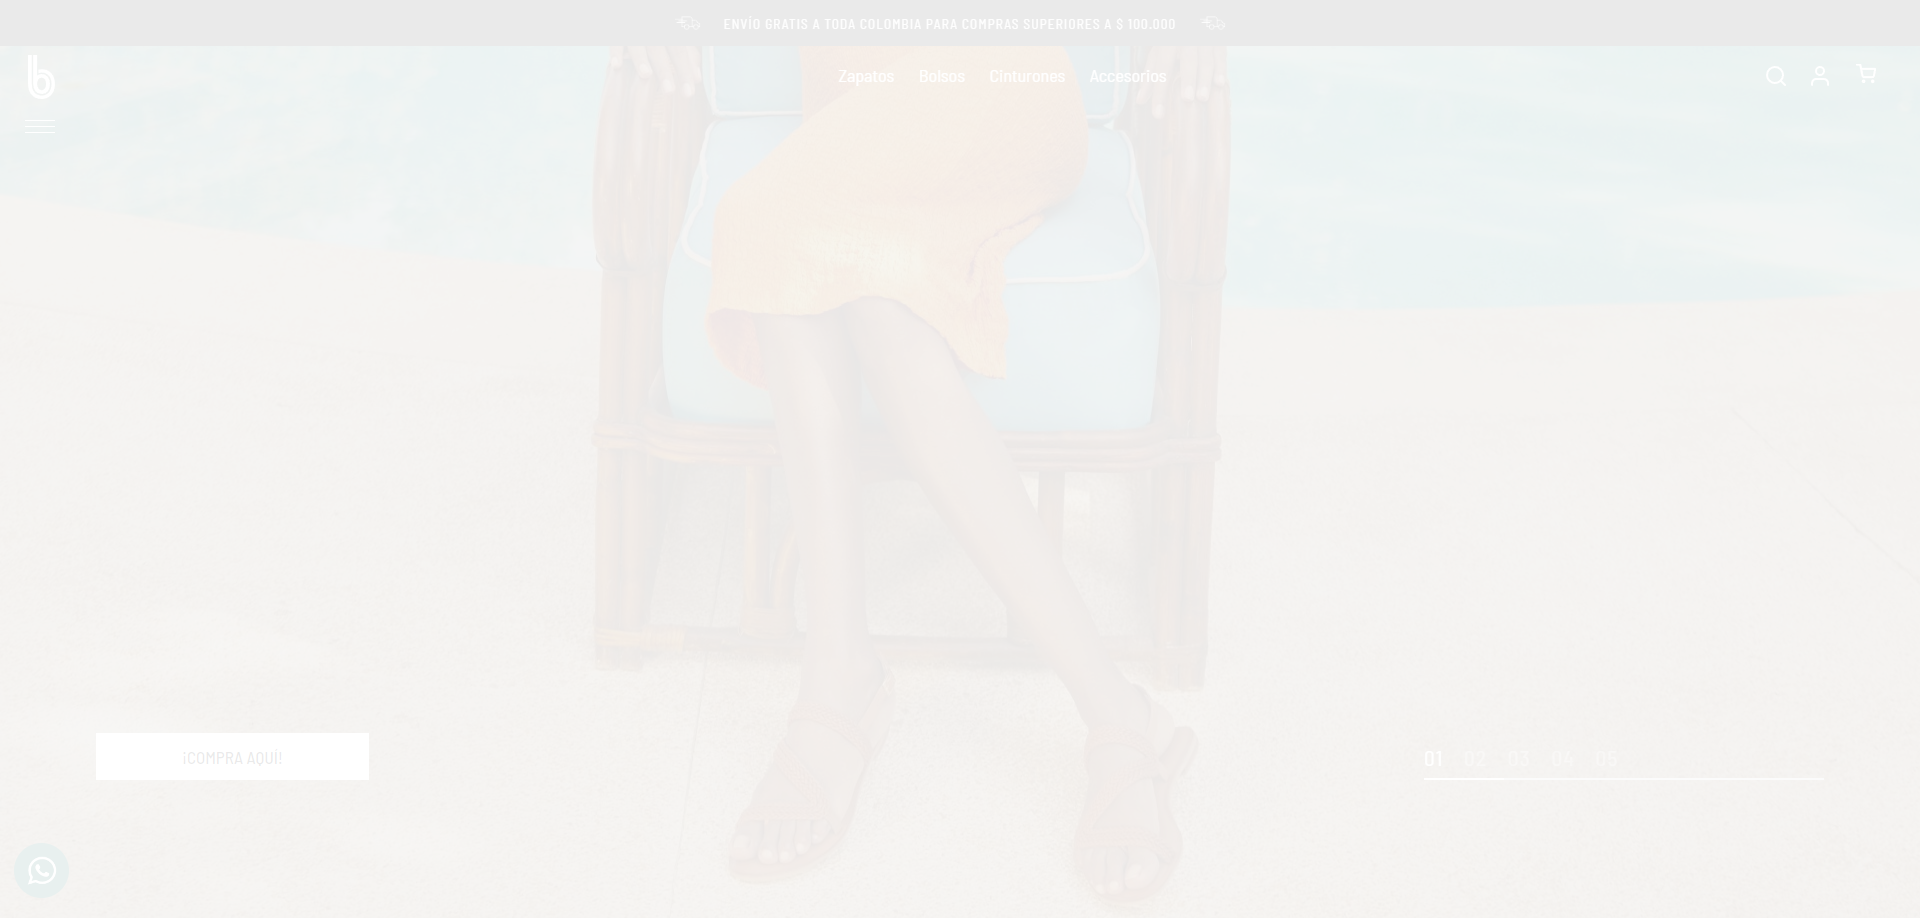 ENVÍO GRATIS A TODA COLOMBIA PARA COMPRAS SUPERIORES A $ 100.000
b
Zapatos Bolsos Cinturones Accesorios
¡COMPRA AQUÍ!
01 02 03 04 05